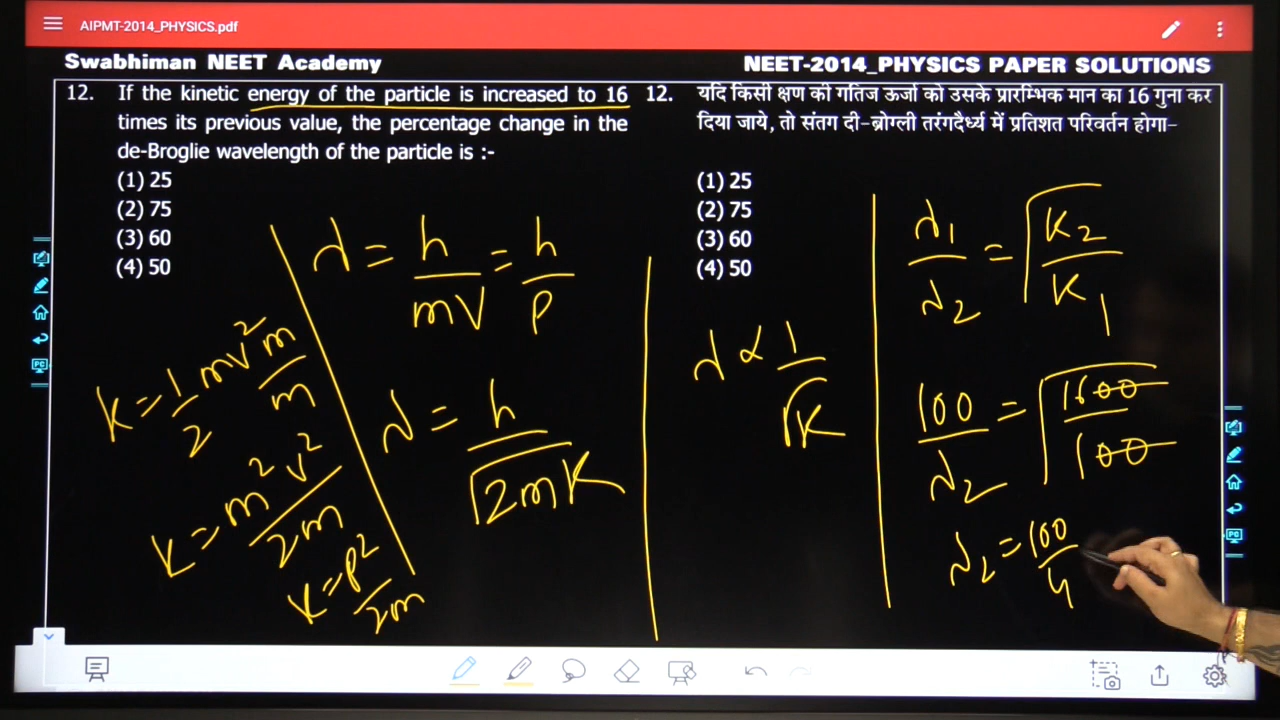 AIPMT-2014_PHYSICS.pdf
Swabhiman NEET Academy
NEET-2014_PHYSICS PAPER SOLUTIONS
12. If the kinetic energy of the particle is increased to 16
times its previous value, the percentage change in the
de-Broglie wavelength of the particle is :-
(1) 25
(2) 75
(3) 60
(4) 50
12. यदि किसी क्षण की गतिज ऊर्जा को उसके प्रारम्भिक मान का 16 गुना कर
दिया जाये, तो संतग दी-ब्रोग्ली तरंगदैर्ध्य में प्रतिशत परिवर्तन होगा–
(1) 25
(2) 75
(3) 60
(4) 50
K = 1/2 mv² m/m
K = m²v²/2m
K = p²/2m
λ = h/mv = h/p
λ = h/√2mK
λ ∝ 1/√K
λ1/λ2 = √K2/K1
100/λ2 = √1600/100
λ2 = 100/4